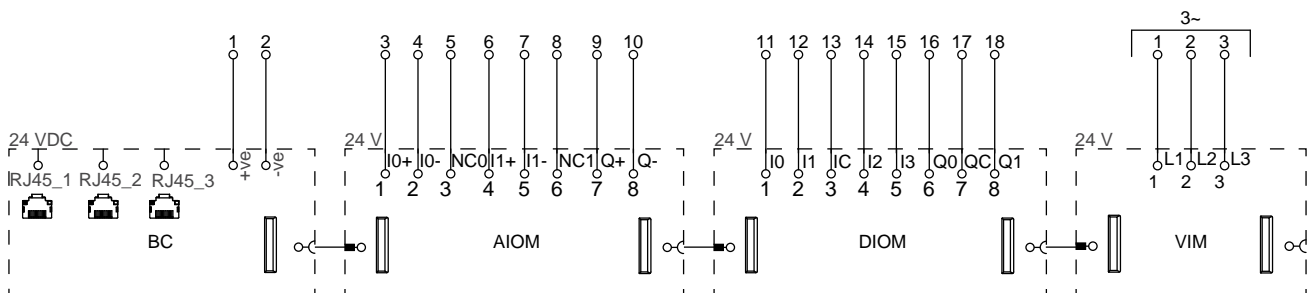 3~
1 2 3 4 5 6 7 8 9 10 11 12 13 14 15 16 17 18 1 2 3
24 VDC 24 V 24 V 24 V
+ve -ve I0+ I0- NC0 I1+ I1- NC1 Q+ Q- I0 I1 IC I2 I3 Q0 QC Q1 L1 L2 L3
RJ45_1 RJ45_2 RJ45_3 1 2 3 4 5 6 7 8 1 2 3 4 5 6 7 8 1 2 3
BC AIOM DIOM VIM